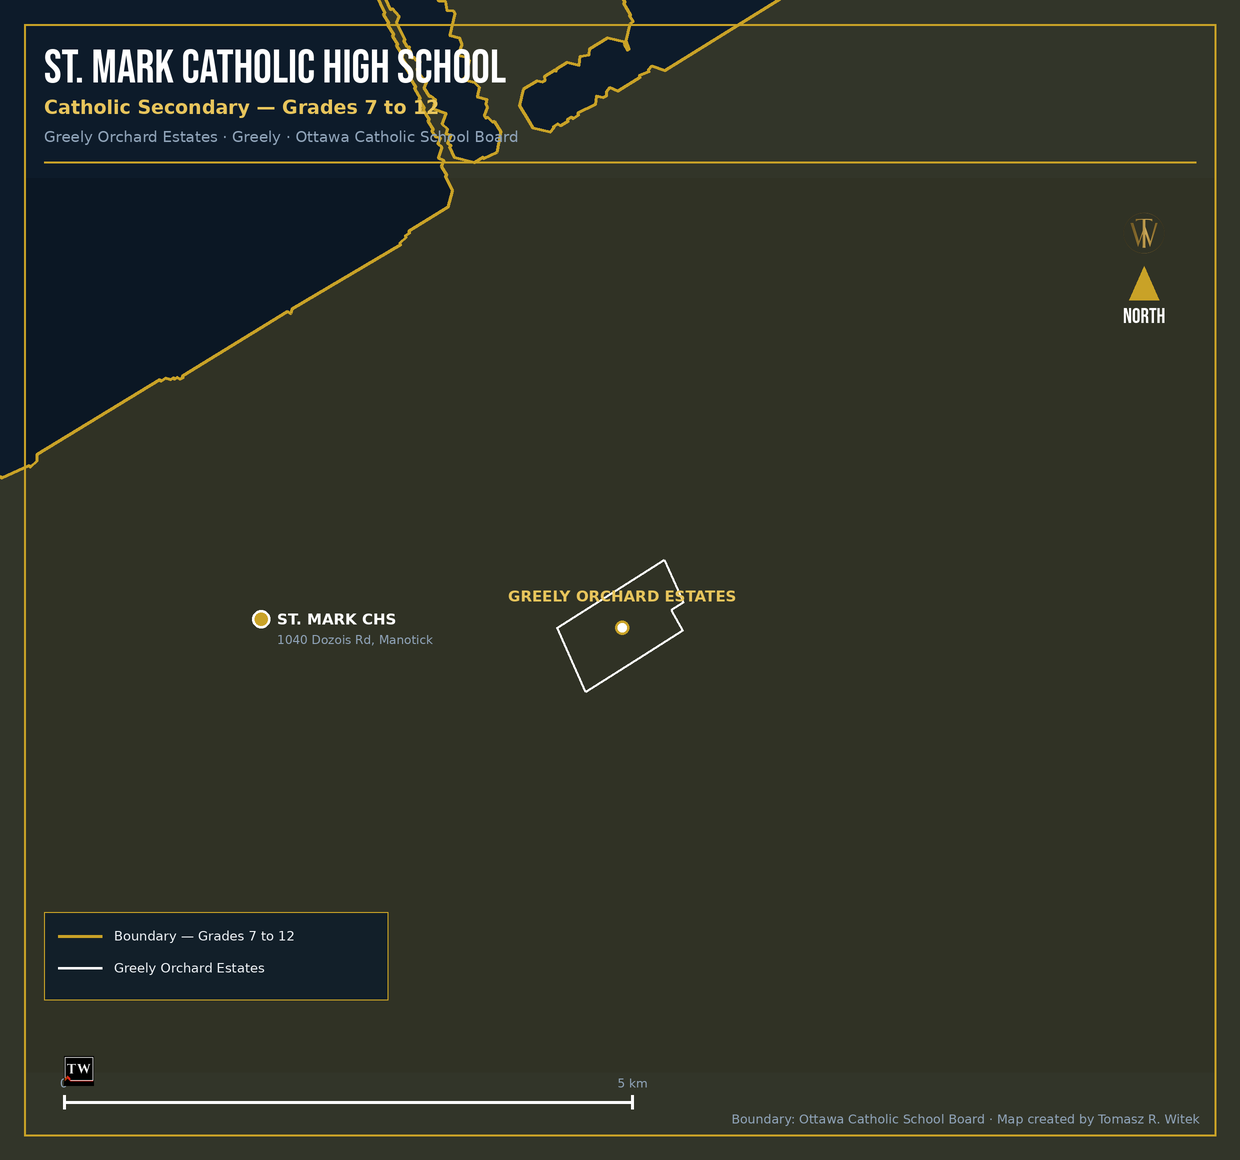 ST. MARK CATHOLIC HIGH SCHOOL
Catholic Secondary — Grades 7 to 12
Greely Orchard Estates · Greely · Ottawa Catholic School Board
TW
NORTH
GREELY ORCHARD ESTATES
ST. MARK CHS
1040 Dozois Rd, Manotick
Boundary — Grades 7 to 12
Greely Orchard Estates
TW
5 km
Boundary: Ottawa Catholic School Board · Map created by Tomasz R. Witek